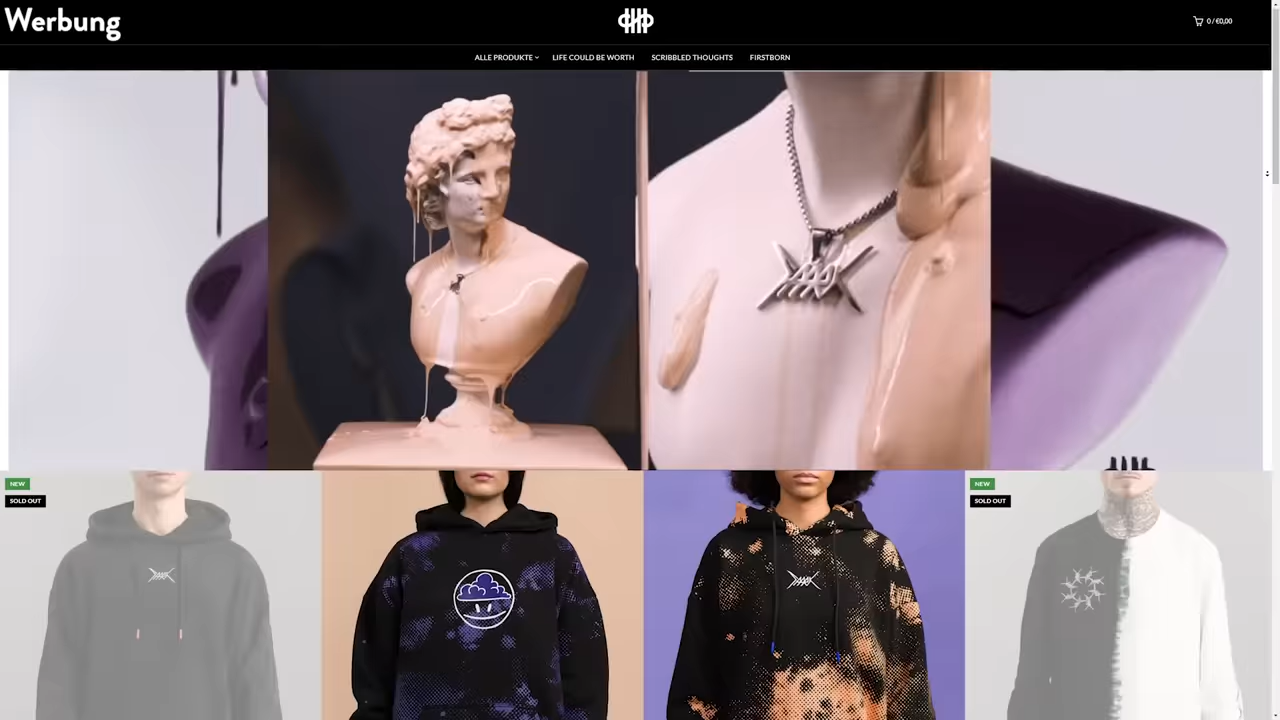 Werbung
0 / €0,00
ALLE PRODUKTE
LIFE COULD BE WORTH
SCRIBBLED THOUGHTS
FIRSTBORN
NEW
SOLD OUT
NEW
SOLD OUT